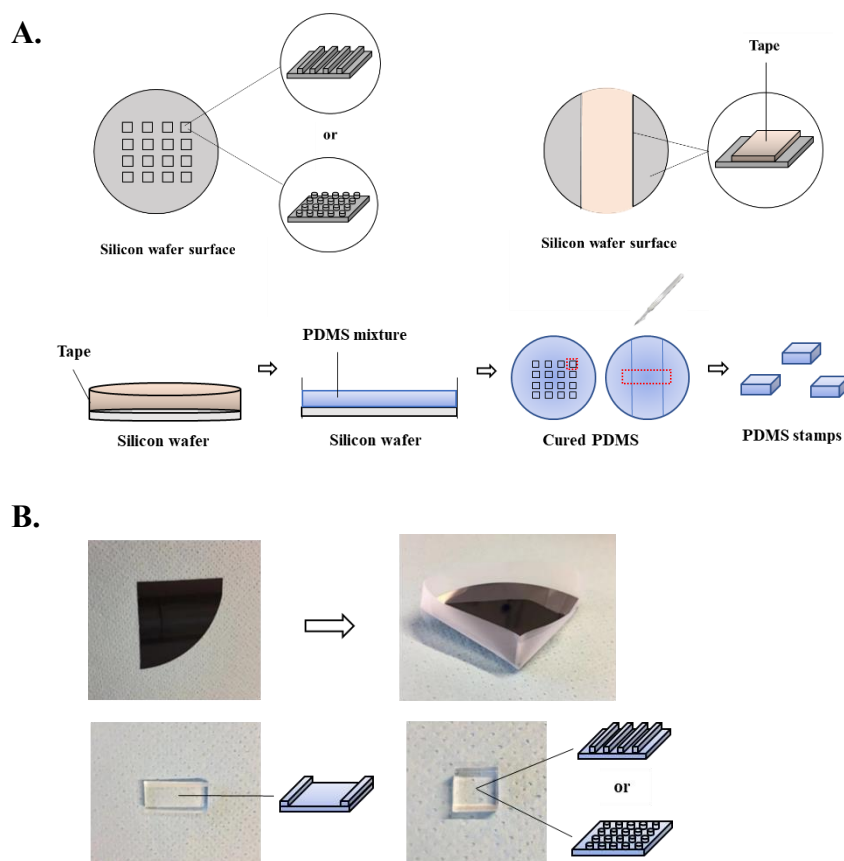 A.
Tape
or
Silicon wafer surface
Silicon wafer surface
PDMS mixture
Tape
Silicon wafer
Silicon wafer
Cured PDMS
PDMS stamps
B.
or